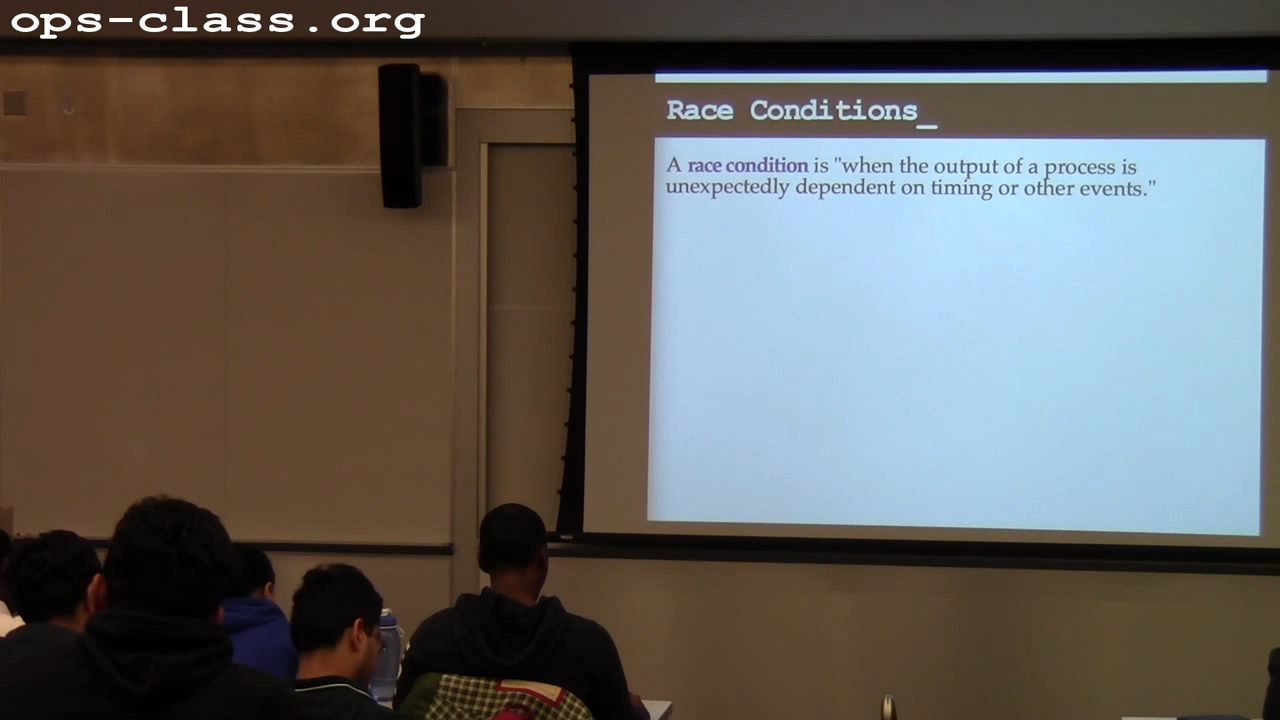 ops-class.org
Race Conditions_
A race condition is "when the output of a process is
unexpectedly dependent on timing or other events."